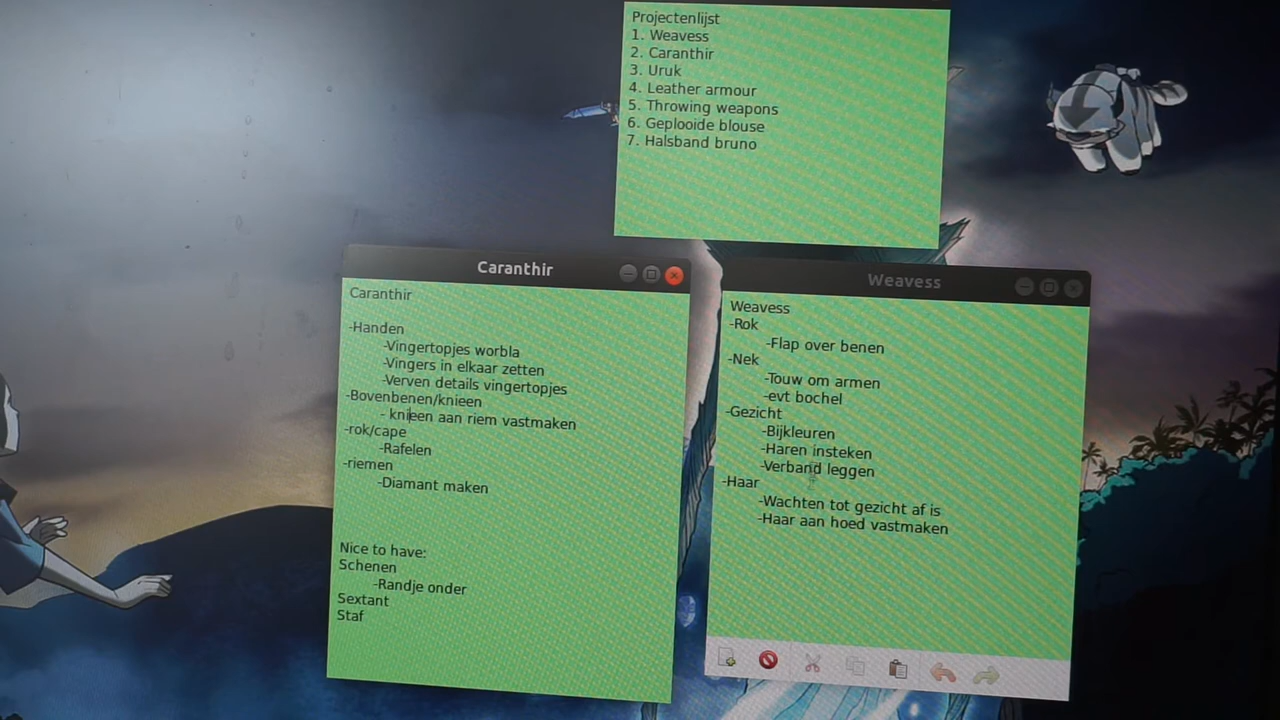 Projectenlijst
1. Weavess
2. Caranthir
3. Uruk
4. Leather armour
5. Throwing weapons
6. Geplooide blouse
7. Halsband bruno
Caranthir
Caranthir
-Handen
-Vingertopjes worbla
-Vingers in elkaar zetten
-Verven details vingertopjes
-Bovenbenen/knieen
- knieen aan riem vastmaken
-rok/cape
-Rafelen
-riemen
-Diamant maken
Nice to have:
Schenen
-Randje onder
Sextant
Staf
Weavess
Weavess
-Rok
-Flap over benen
-Nek
-Touw om armen
-evt bochel
-Gezicht
-Bijkleuren
-Haren insteken
-Verband leggen
-Haar
-Wachten tot gezicht af is
-Haar aan hoed vastmaken